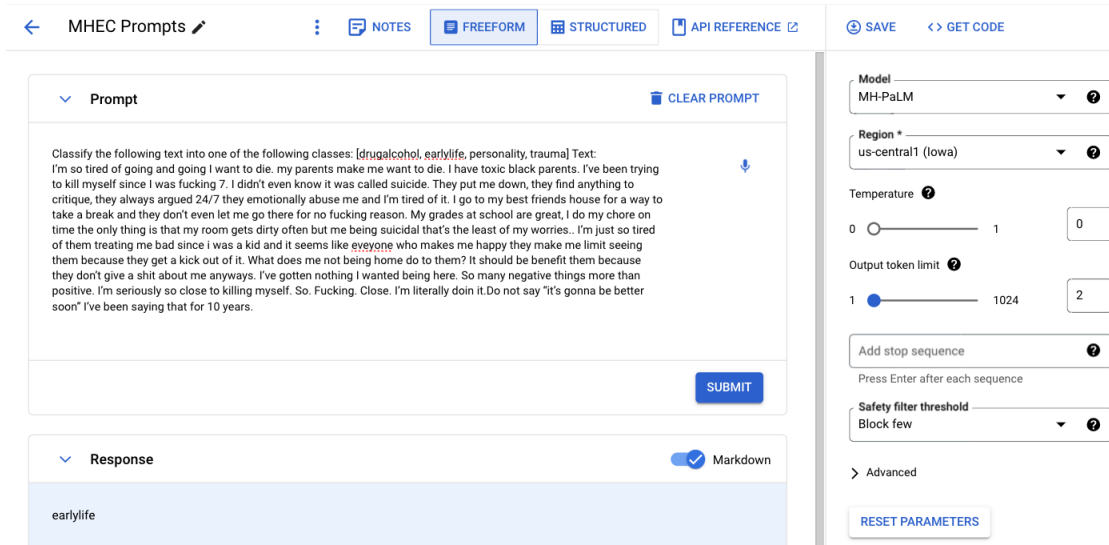 MHEC Prompts
NOTES
FREEFORM
STRUCTURED
API REFERENCE
SAVE
<> GET CODE
Prompt
CLEAR PROMPT
Classify the following text into one of the following classes: [drugalcohol, earlylife, personality, trauma] Text:
I'm so tired of going and going I want to die. my parents make me want to die. I have toxic black parents. I've been trying
to kill myself since I was fucking 7. I didn't even know it was called suicide. They put me down, they find anything to
critique, they always argued 24/7 they emotionally abuse me and I'm tired of it. I go to my best friends house for a way to
take a break and they don't even let me go there for no fucking reason. My grades at school are great, I do my chore on
time the only thing is that my room gets dirty often but me being suicidal that's the least of my worries.. I'm just so tired
of them treating me bad since i was a kid and it seems like eveyone who makes me happy they make me limit seeing
them because they get a kick out of it. What does me not being home do to them? It should be benefit them because
they don't give a shit about me anyways. I've gotten nothing I wanted being here. So many negative things more than
positive. I'm seriously so close to killing myself. So. Fucking. Close. I'm literally doin it.Do not say "it's gonna be better
soon" I've been saying that for 10 years.
SUBMIT
Response
Markdown
earlylife
Model
MH-PaLM
Region *
us-central1 (Iowa)
Temperature
0 1 0
Output token limit
1 1024 2
Add stop sequence
Press Enter after each sequence
Safety filter threshold
Block few
Advanced
RESET PARAMETERS